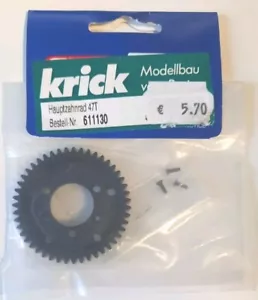 krick
Modellbau
Hauptzahnrad 47T
Bestell-Nr. 611130
€ 5.70